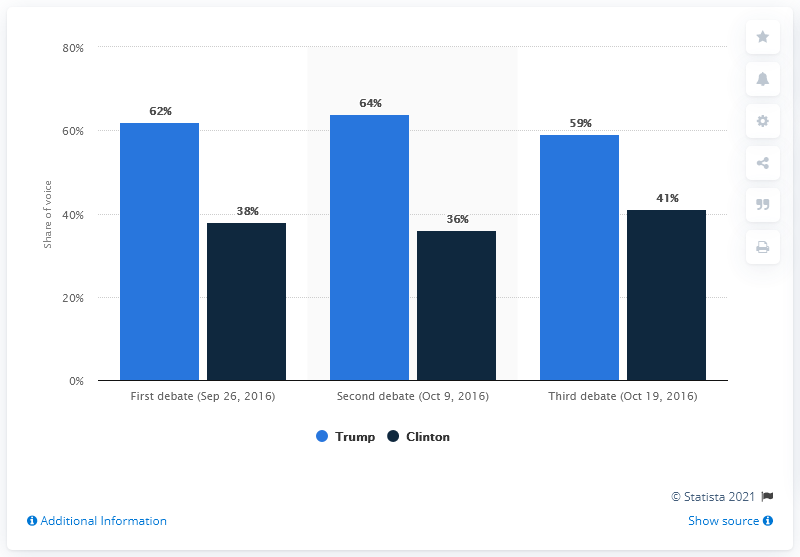 80%
60%
40%
20%
0%
Share of voice
62%
38%
64%
36%
59%
41%
First debate (Sep 26, 2016)
Second debate (Oct 9, 2016)
Third debate (Oct 19, 2016)
Trump
Clinton
© Statista 2021
Additional Information
Show source